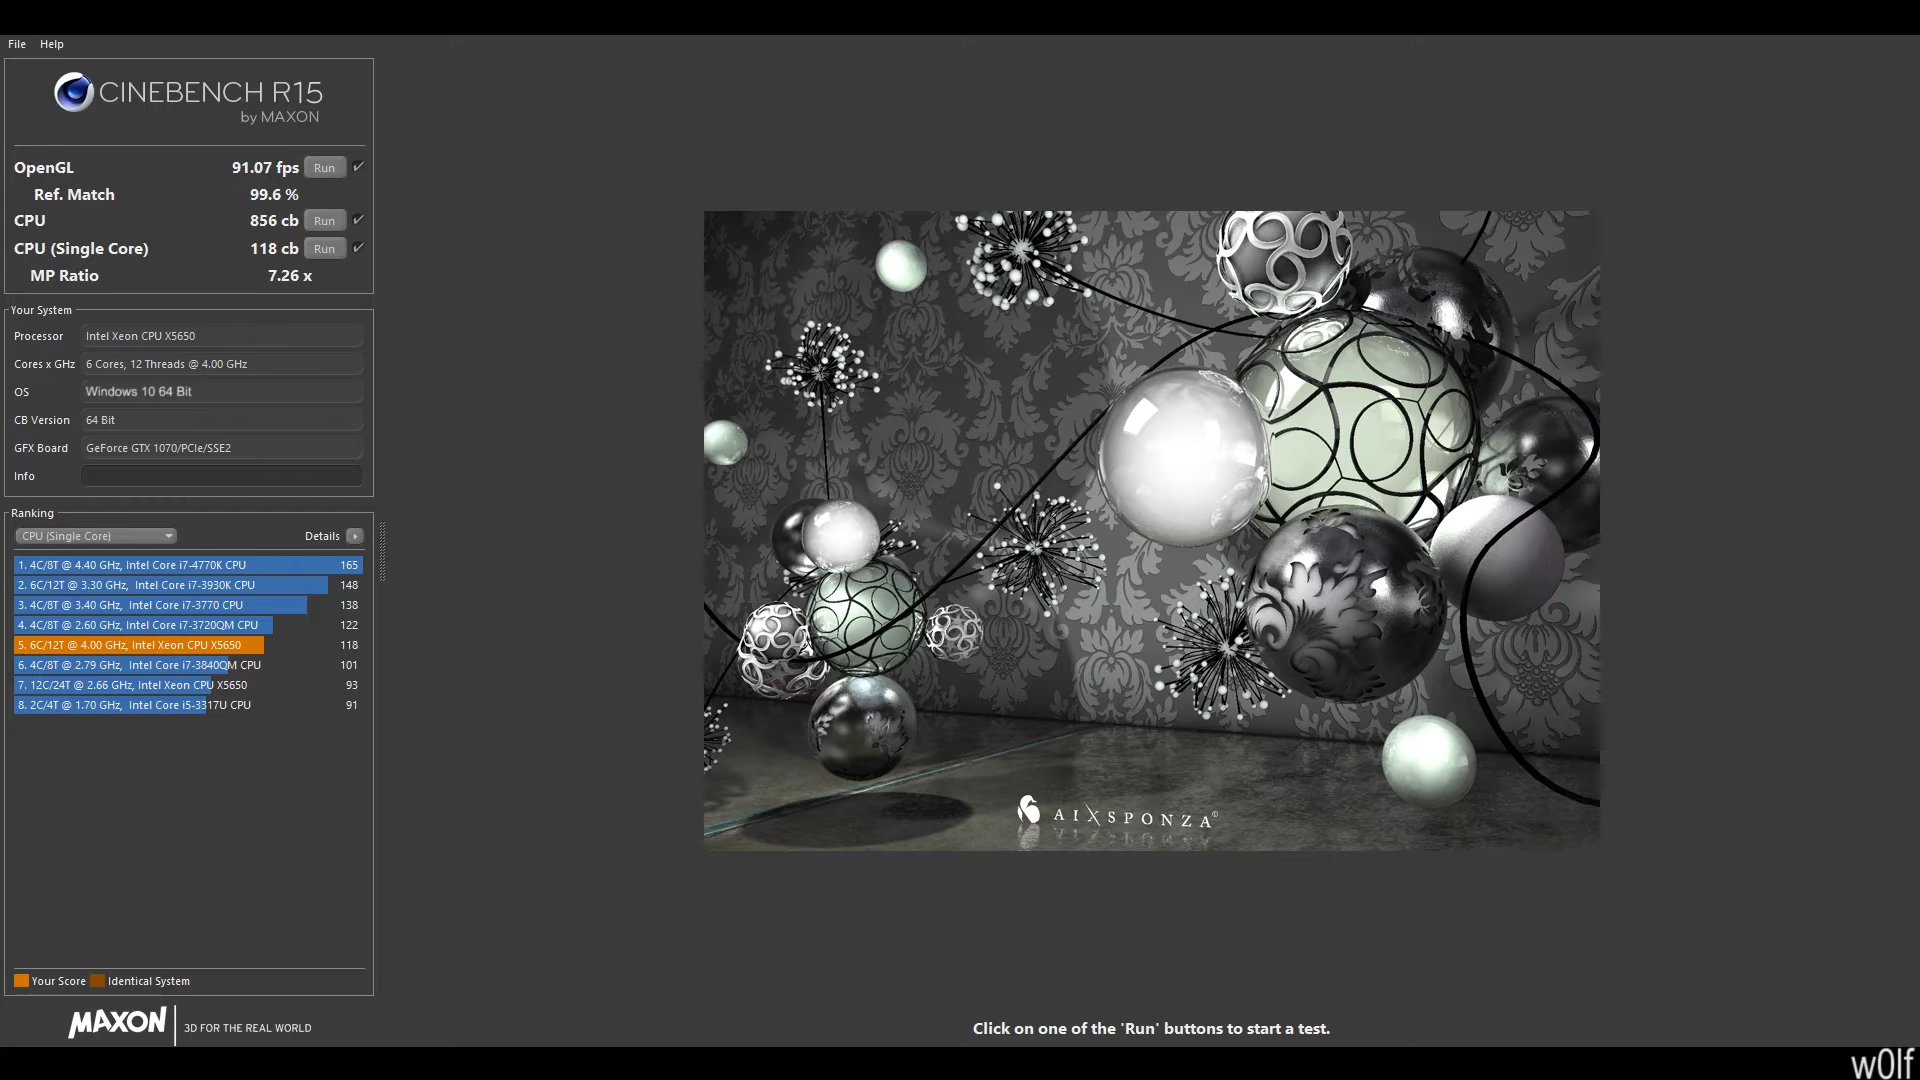 File Help
CINEBENCH R15
by MAXON
OpenGL 91.07 fps Run
Ref. Match 99.6 %
CPU 856 cb Run
CPU (Single Core) 118 cb Run
MP Ratio 7.26 x
Your System
Processor Intel Xeon CPU X5650
Cores x GHz 6 Cores, 12 Threads @ 4.00 GHz
OS Windows 10 64 Bit
CB Version 64 Bit
GFX Board GeForce GTX 1070/PCIe/SSE2
Info
Ranking
CPU (Single Core) Details
1. 4C/8T @ 4.40 GHz, Intel Core i7-4770K CPU 165
2. 6C/12T @ 3.30 GHz, Intel Core i7-3930K CPU 148
3. 4C/8T @ 3.40 GHz, Intel Core i7-3770 CPU 138
4. 4C/8T @ 2.60 GHz, Intel Core i7-3720QM CPU 122
5. 6C/12T @ 4.00 GHz, Intel Xeon CPU X5650 118
6. 4C/8T @ 2.79 GHz, Intel Core i7-3840QM CPU 101
7. 12C/24T @ 2.66 GHz, Intel Xeon CPU X5650 93
8. 2C/4T @ 1.70 GHz, Intel Core i5-3317U CPU 91
Your Score Identical System
MAXON 3D FOR THE REAL WORLD
AIXSPONZA®
Click on one of the 'Run' buttons to start a test.
w0lf